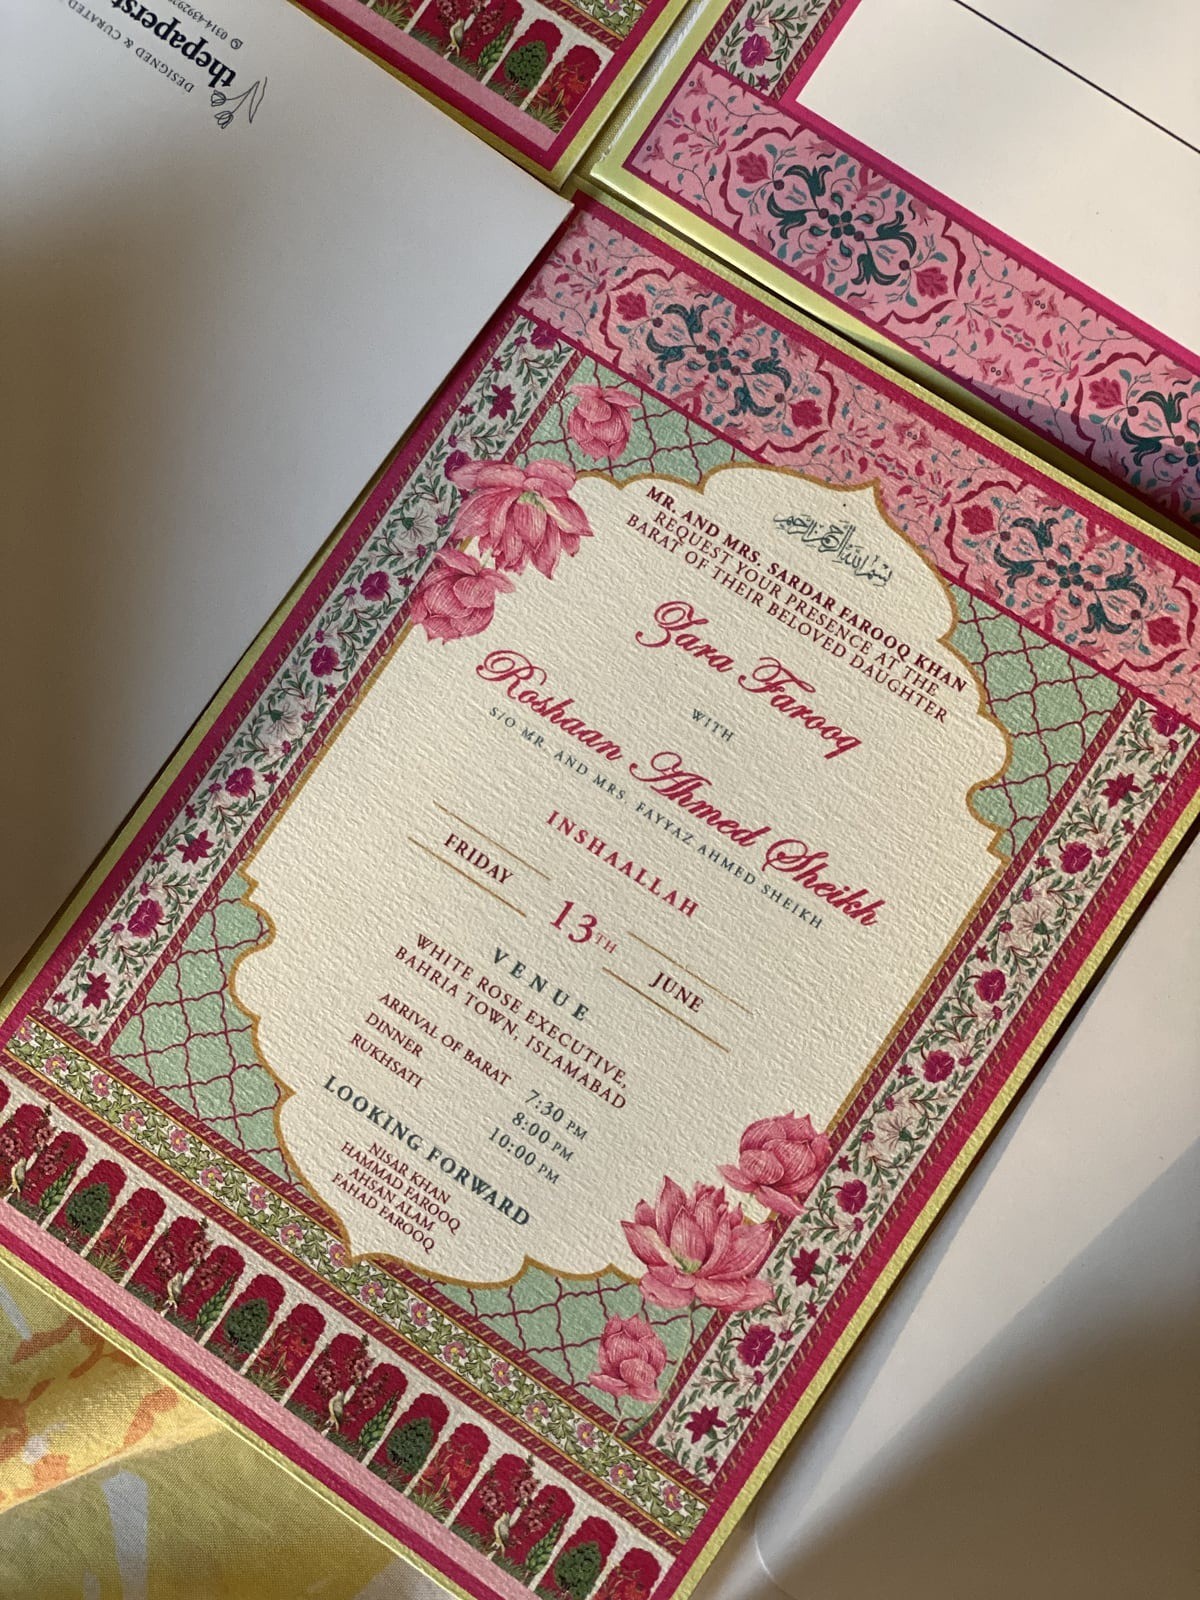 DESIGNED & CURATED
thepaperst
بسم الله الرحمن الرحيم
MR. AND MRS. SARDAR FAROOQ KHAN
REQUEST YOUR PRESENCE AT THE
BARAT OF THEIR BELOVED DAUGHTER
Zara Farooq
WITH
Roshaan Ahmed Sheikh
S/O MR. AND MRS. FAYYAZ AHMED SHEIKH
INSHAALLAH
FRIDAY 13TH JUNE
VENUE
WHITE ROSE EXECUTIVE,
BAHRIA TOWN, ISLAMABAD
ARRIVAL OF BARAT 7:30 PM
DINNER 8:00 PM
RUKHSATI 10:00 PM
LOOKING FORWARD
NISAR KHAN
HAMMAD FAROOQ
AHSAN ALAM
FAHAD FAROOQ